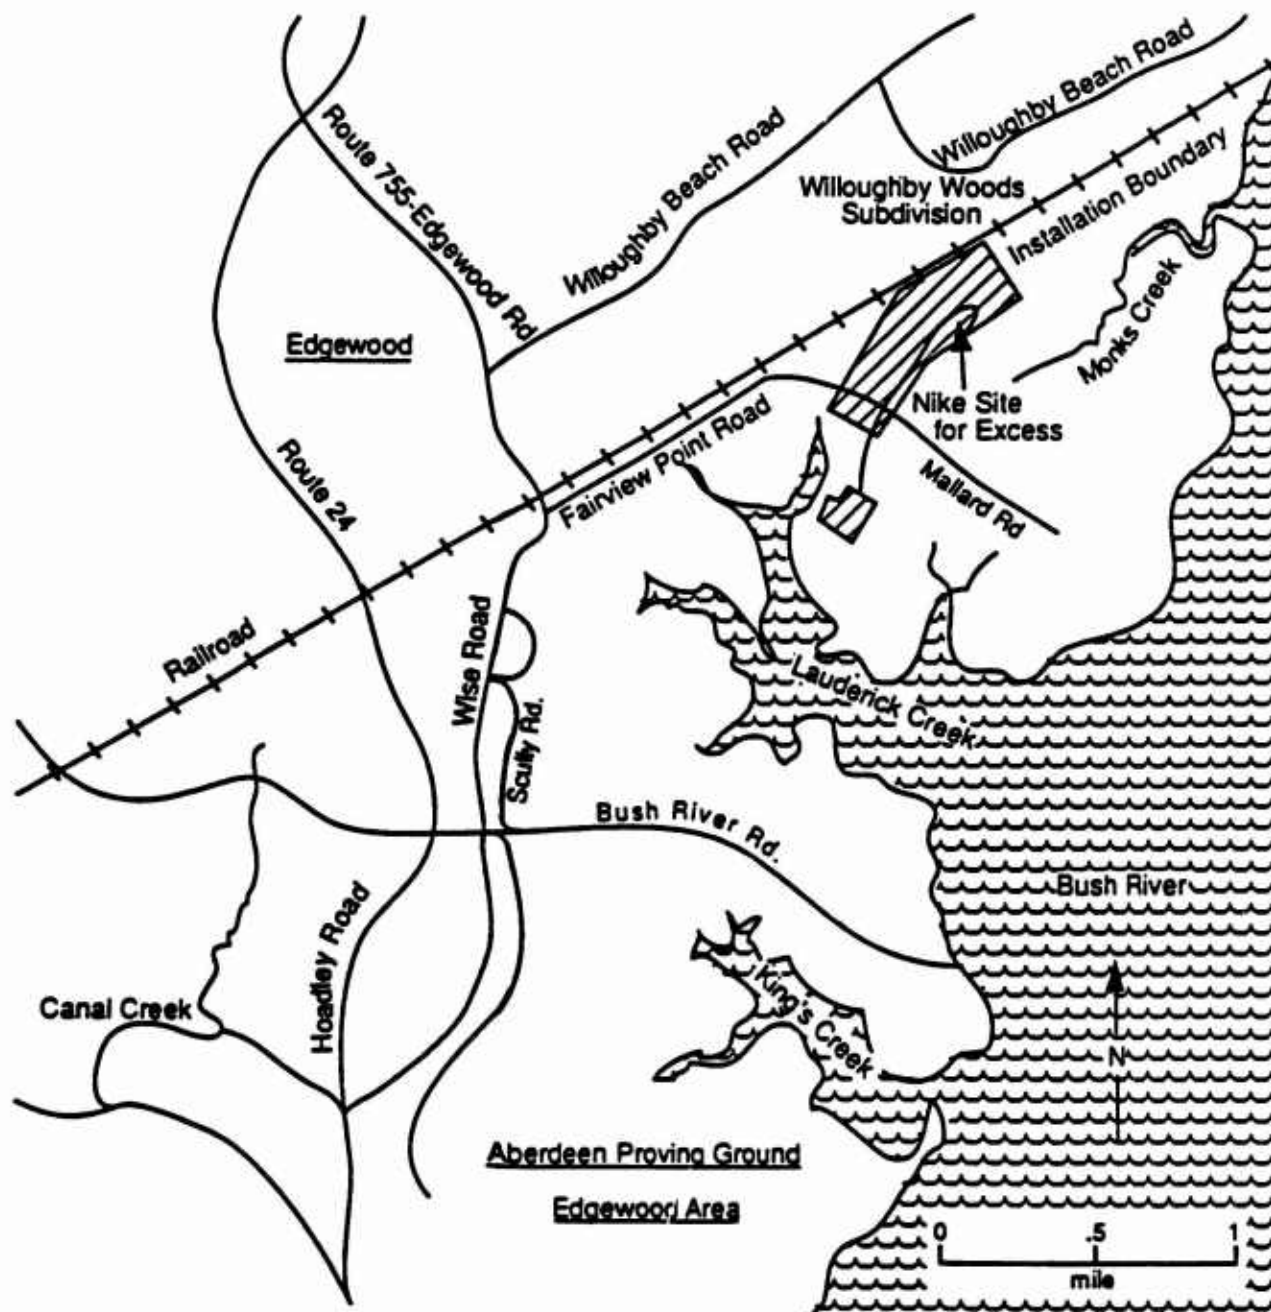 Willoughby Beach Road
Willoughby Beach Road
Route 755-Edgewood Rd
Willoughby Woods
Subdivision
Installation Boundary
Monks Creek
Edgewood
Nike Site
for Excess
Fairview Point Road
Mallard Rd
Route 24
Railroad
Wise Road
Scully Rd.
Lauderick Creek
Bush River Rd.
Bush River
Hoadley Road
Canal Creek
King's Creek
N
Aberdeen Proving Ground
Edgewood Area
0 .5 1
mile